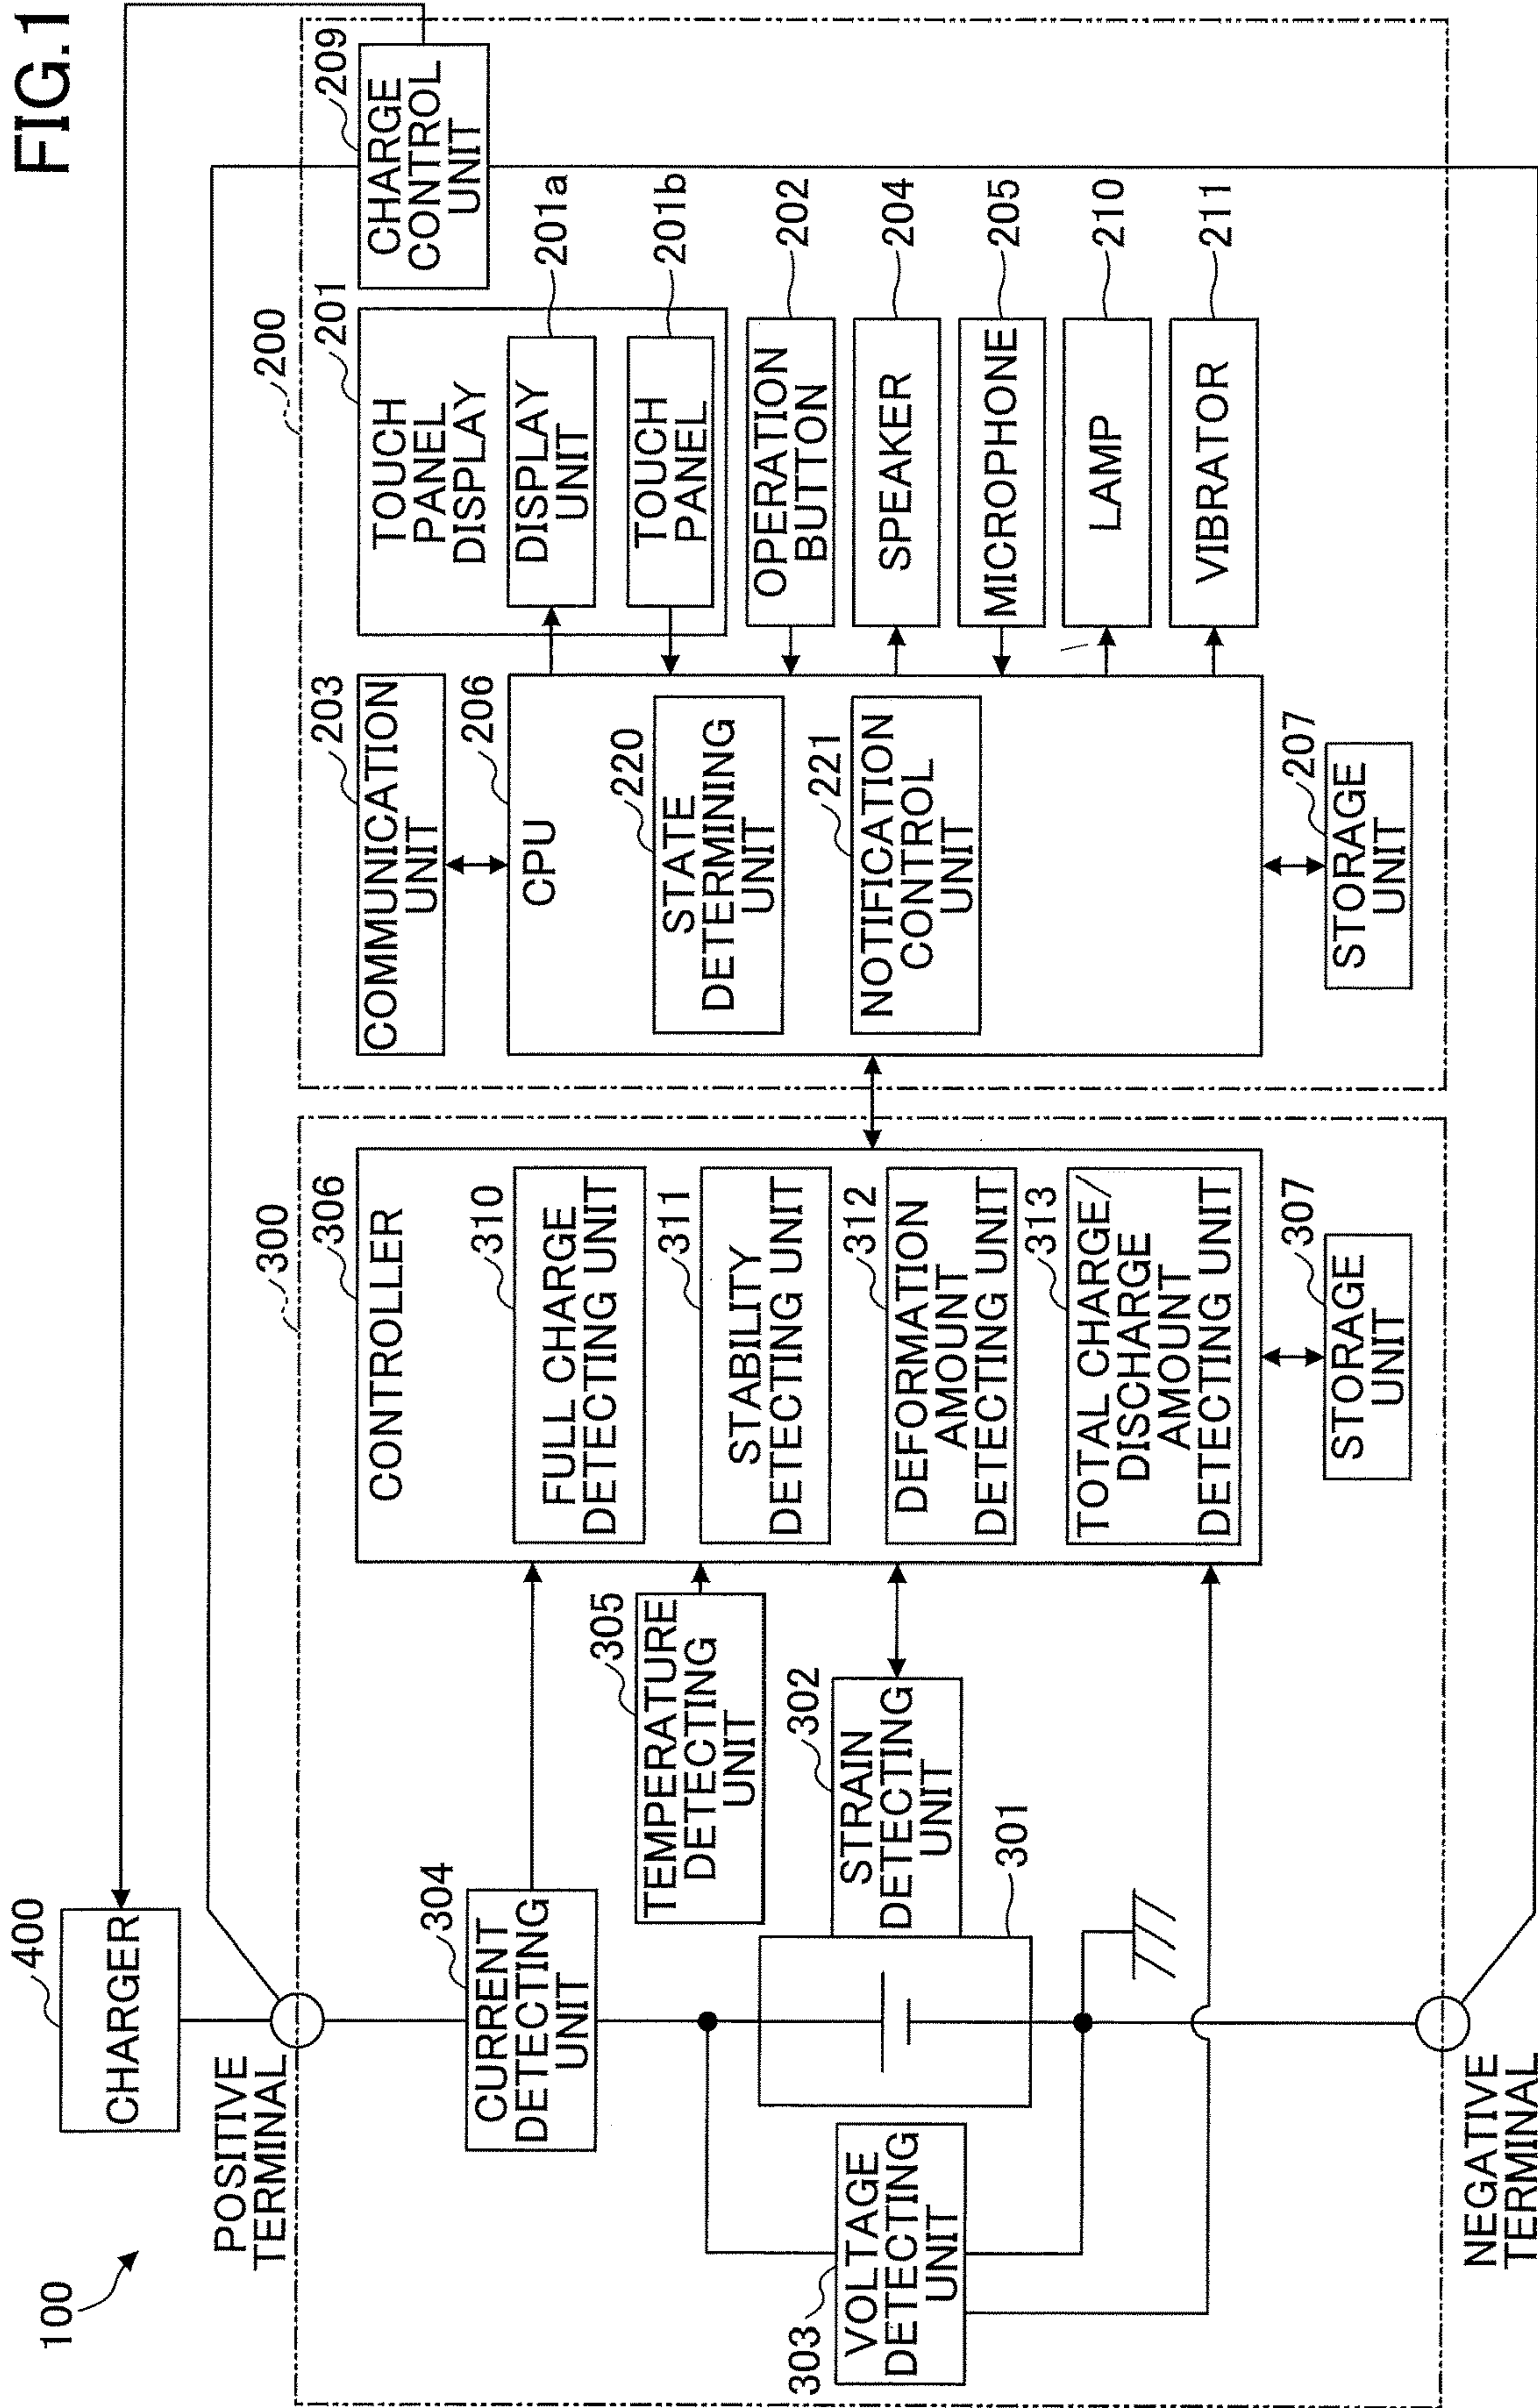 FIG.1
100
400
CHARGER
POSITIVE
TERMINAL
NEGATIVE
TERMINAL
300
304
CURRENT
DETECTING
UNIT
305
TEMPERATURE
DETECTING
UNIT
302
STRAIN
DETECTING
UNIT
301
303
VOLTAGE
DETECTING
UNIT
306
CONTROLLER
310
FULL CHARGE
DETECTING UNIT
311
STABILITY
DETECTING UNIT
312
DEFORMATION
AMOUNT
DETECTING UNIT
313
TOTAL CHARGE/
DISCHARGE
AMOUNT
DETECTING UNIT
307
STORAGE
UNIT
200
203
COMMUNICATION
UNIT
206
CPU
220
STATE
DETERMINING
UNIT
221
NOTIFICATION
CONTROL
UNIT
207
STORAGE
UNIT
201
TOUCH
PANEL
DISPLAY
201a
DISPLAY
UNIT
201b
TOUCH
PANEL
202
OPERATION
BUTTON
204
SPEAKER
205
MICROPHONE
210
LAMP
211
VIBRATOR
209
CHARGE
CONTROL
UNIT